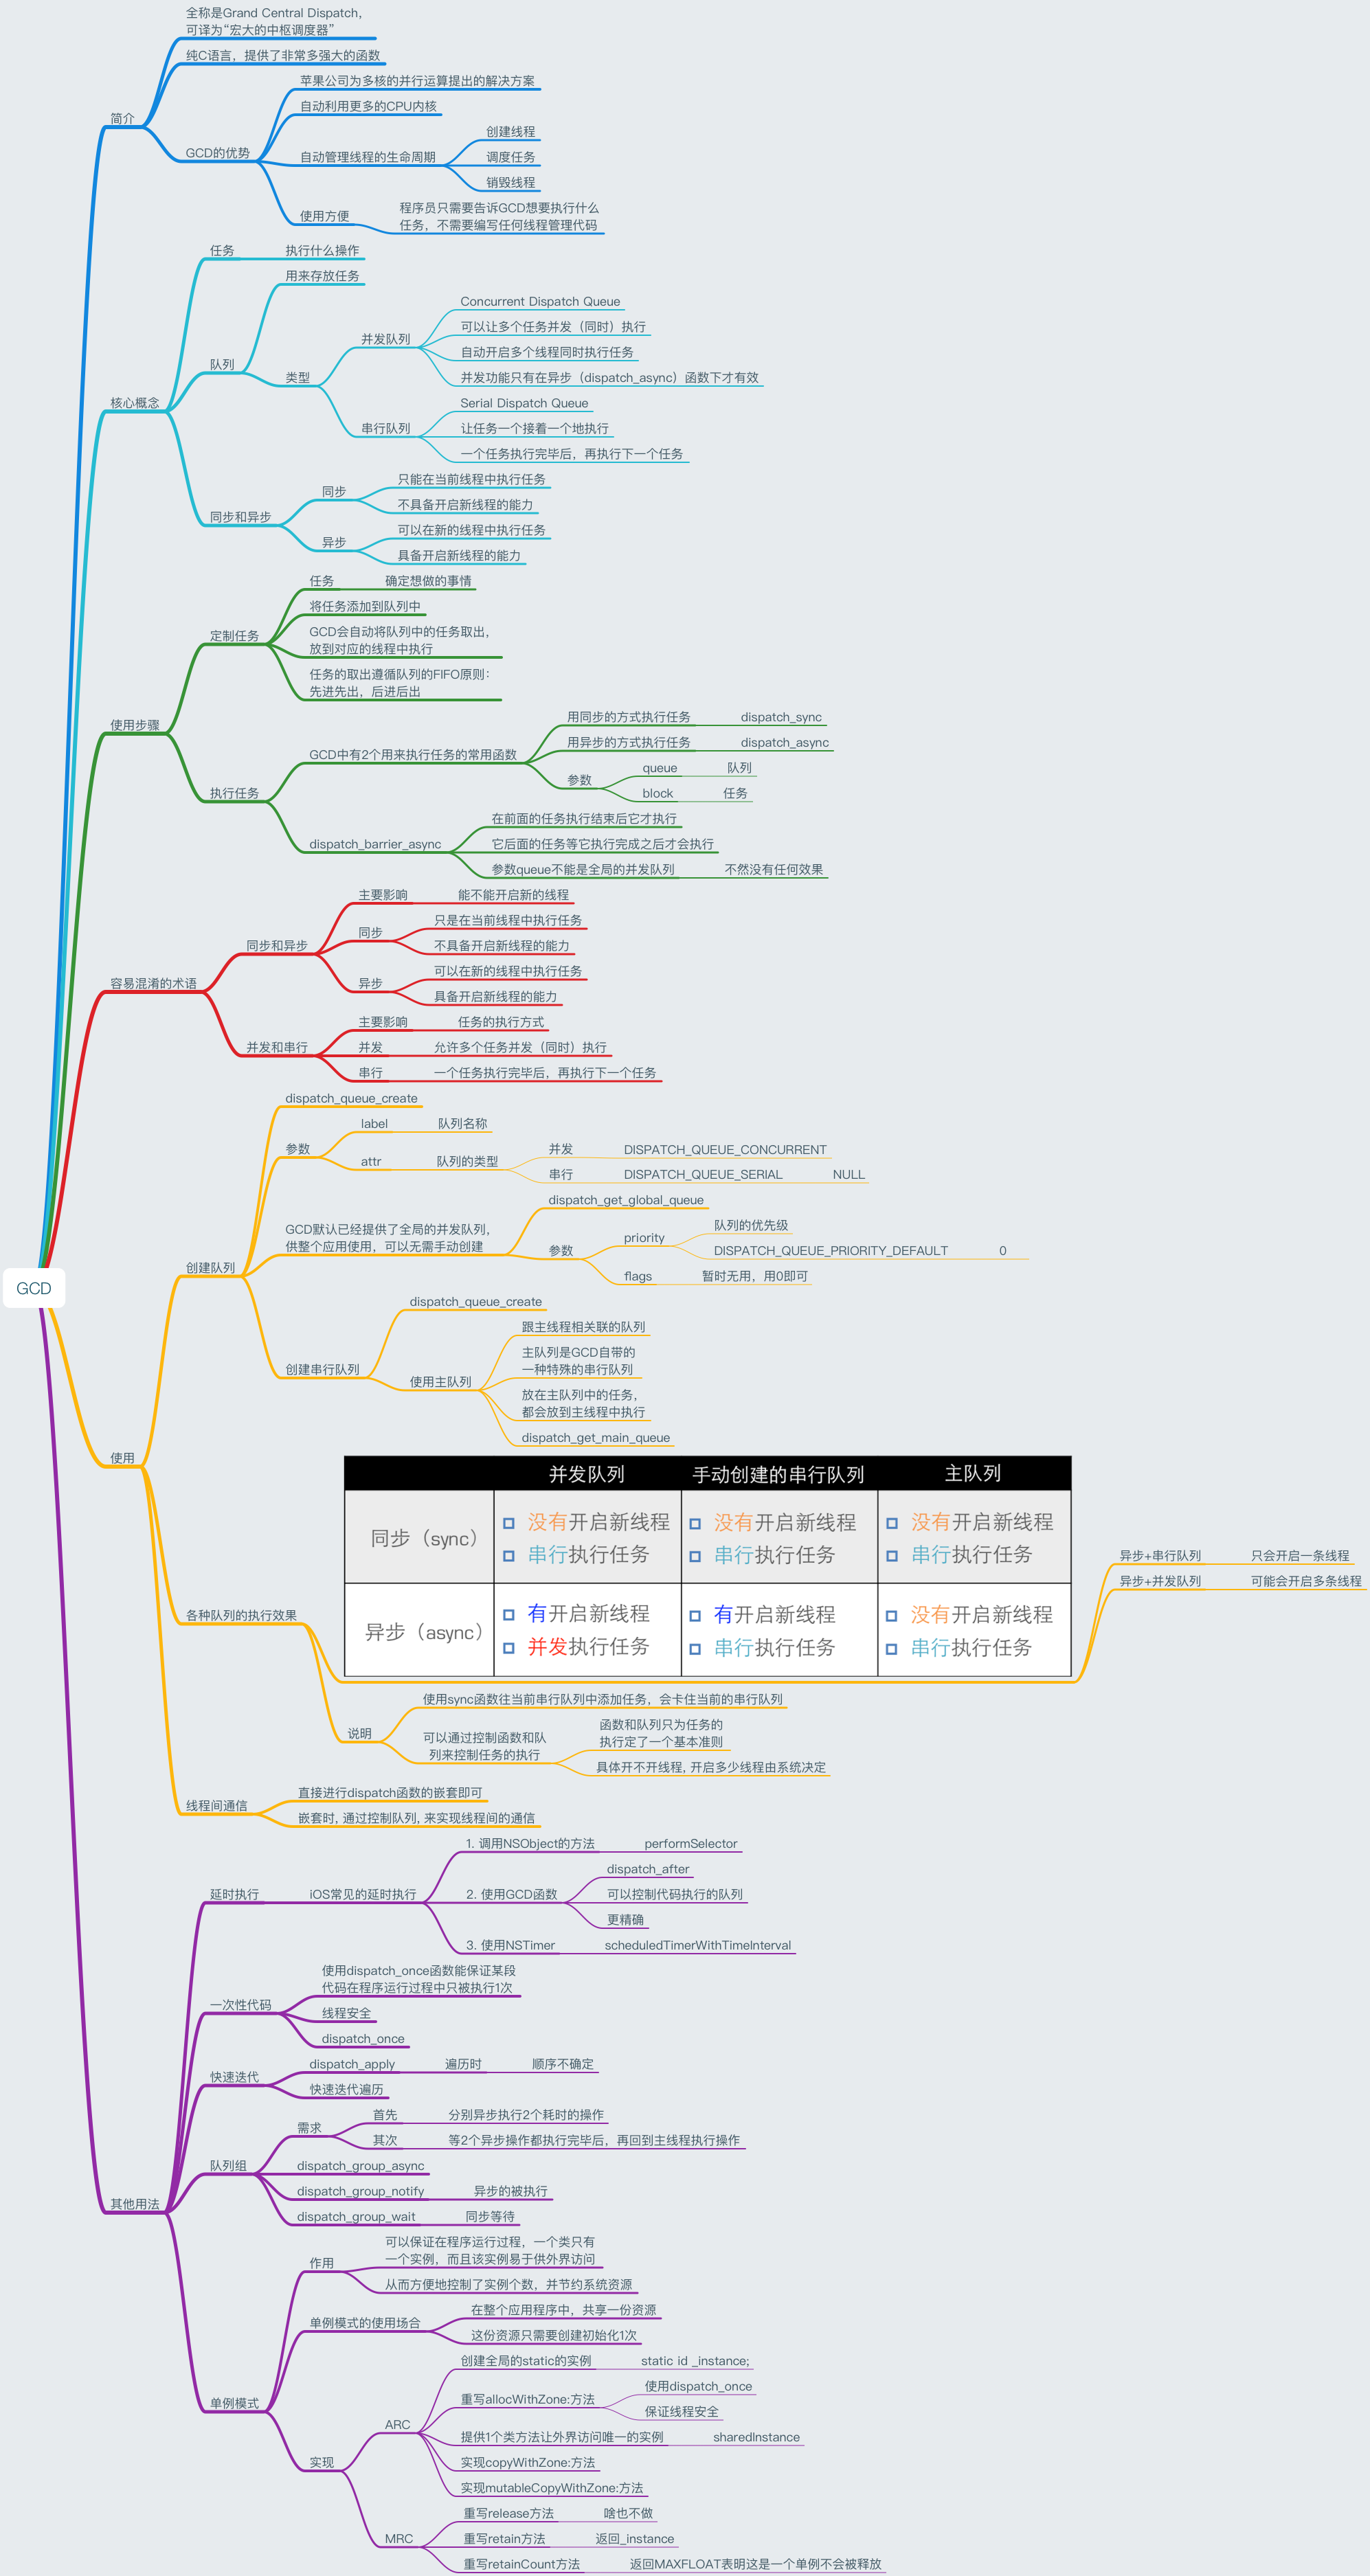 全称是Grand Central Dispatch，
可译为“宏大的中枢调度器”
纯C语言，提供了非常多强大的函数
简介
GCD的优势
苹果公司为多核的并行运算提出的解决方案
自动利用更多的CPU内核
自动管理线程的生命周期
创建线程
调度任务
销毁线程
使用方便
程序员只需要告诉GCD想要执行什么
任务，不需要编写任何线程管理代码
核心概念
任务
执行什么操作
队列
用来存放任务
类型
并发队列
Concurrent Dispatch Queue
可以让多个任务并发（同时）执行
自动开启多个线程同时执行任务
并发功能只有在异步（dispatch_async）函数下才有效
串行队列
Serial Dispatch Queue
让任务一个接着一个地执行
一个任务执行完毕后，再执行下一个任务
同步和异步
同步
只能在当前线程中执行任务
不具备开启新线程的能力
异步
可以在新的线程中执行任务
具备开启新线程的能力
使用步骤
定制任务
任务
确定想做的事情
将任务添加到队列中
GCD会自动将队列中的任务取出，
放到对应的线程中执行
任务的取出遵循队列的FIFO原则：
先进先出，后进后出
执行任务
GCD中有2个用来执行任务的常用函数
用同步的方式执行任务
dispatch_sync
用异步的方式执行任务
dispatch_async
参数
queue
队列
block
任务
dispatch_barrier_async
在前面的任务执行结束后它才执行
它后面的任务等它执行完成之后才会执行
参数queue不能是全局的并发队列
不然没有任何效果
容易混淆的术语
同步和异步
主要影响
能不能开启新的线程
同步
只是在当前线程中执行任务
不具备开启新线程的能力
异步
可以在新的线程中执行任务
具备开启新线程的能力
并发和串行
主要影响
任务的执行方式
并发
允许多个任务并发（同时）执行
串行
一个任务执行完毕后，再执行下一个任务
GCD
使用
创建队列
dispatch_queue_create
参数
label
队列名称
attr
队列的类型
并发
DISPATCH_QUEUE_CONCURRENT
串行
DISPATCH_QUEUE_SERIAL
NULL
GCD默认已经提供了全局的并发队列，
供整个应用使用，可以无需手动创建
dispatch_get_global_queue
参数
priority
队列的优先级
DISPATCH_QUEUE_PRIORITY_DEFAULT
0
flags
暂时无用，用0即可
创建串行队列
dispatch_queue_create
使用主队列
跟主线程相关联的队列
主队列是GCD自带的
一种特殊的串行队列
放在主队列中的任务，
都会放到主线程中执行
dispatch_get_main_queue
各种队列的执行效果
并发队列
手动创建的串行队列
主队列
同步（sync）
没有开启新线程
串行执行任务
没有开启新线程
串行执行任务
没有开启新线程
串行执行任务
异步（async）
有开启新线程
并发执行任务
有开启新线程
串行执行任务
没有开启新线程
串行执行任务
异步+串行队列
只会开启一条线程
异步+并发队列
可能会开启多条线程
说明
使用sync函数往当前串行队列中添加任务，会卡住当前的串行队列
可以通过控制函数和队
列来控制任务的执行
函数和队列只为任务的
执行定了一个基本准则
具体开不开线程, 开启多少线程由系统决定
线程间通信
直接进行dispatch函数的嵌套即可
嵌套时, 通过控制队列, 来实现线程间的通信
其他用法
延时执行
iOS常见的延时执行
1. 调用NSObject的方法
performSelector
2. 使用GCD函数
dispatch_after
可以控制代码执行的队列
更精确
3. 使用NSTimer
scheduledTimerWithTimeInterval
一次性代码
使用dispatch_once函数能保证某段
代码在程序运行过程中只被执行1次
线程安全
dispatch_once
快速迭代
dispatch_apply
遍历时
顺序不确定
快速迭代遍历
队列组
需求
首先
分别异步执行2个耗时的操作
其次
等2个异步操作都执行完毕后，再回到主线程执行操作
dispatch_group_async
dispatch_group_notify
异步的被执行
dispatch_group_wait
同步等待
单例模式
作用
可以保证在程序运行过程，一个类只有
一个实例，而且该实例易于供外界访问
从而方便地控制了实例个数，并节约系统资源
单例模式的使用场合
在整个应用程序中，共享一份资源
这份资源只需要创建初始化1次
实现
ARC
创建全局的static的实例
static id _instance;
重写allocWithZone:方法
使用dispatch_once
保证线程安全
提供1个类方法让外界访问唯一的实例
sharedInstance
实现copyWithZone:方法
实现mutableCopyWithZone:方法
MRC
重写release方法
啥也不做
重写retain方法
返回_instance
重写retainCount方法
返回MAXFLOAT表明这是一个单例不会被释放